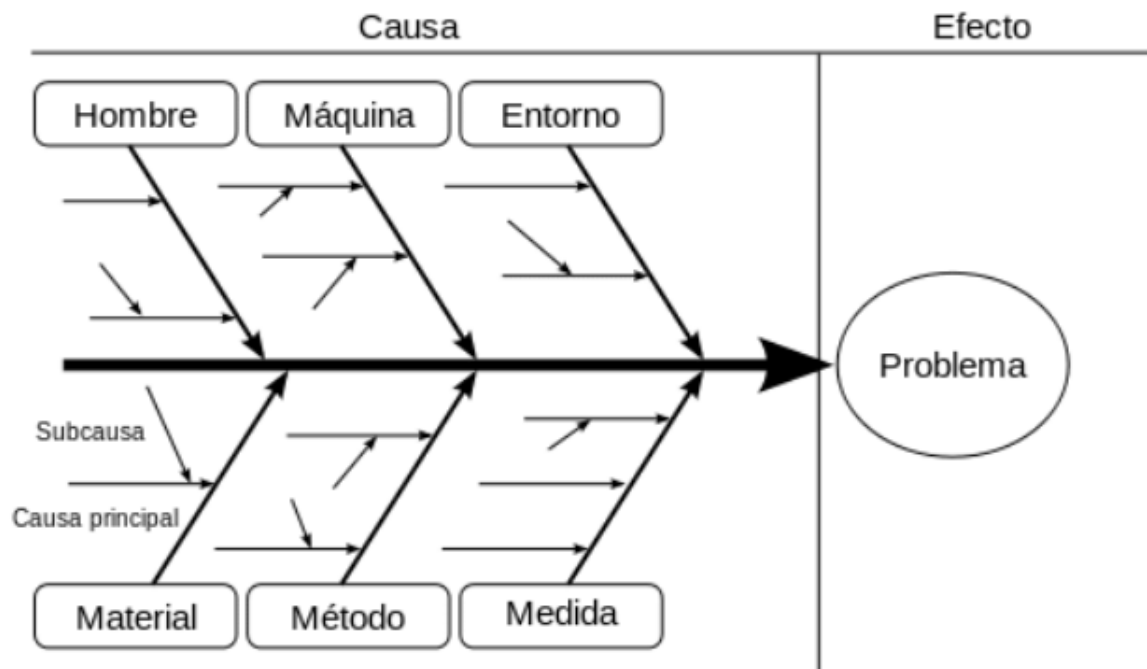 Causa
Efecto
Hombre
Máquina
Entorno
Problema
Subcausa
Causa principal
Material
Método
Medida